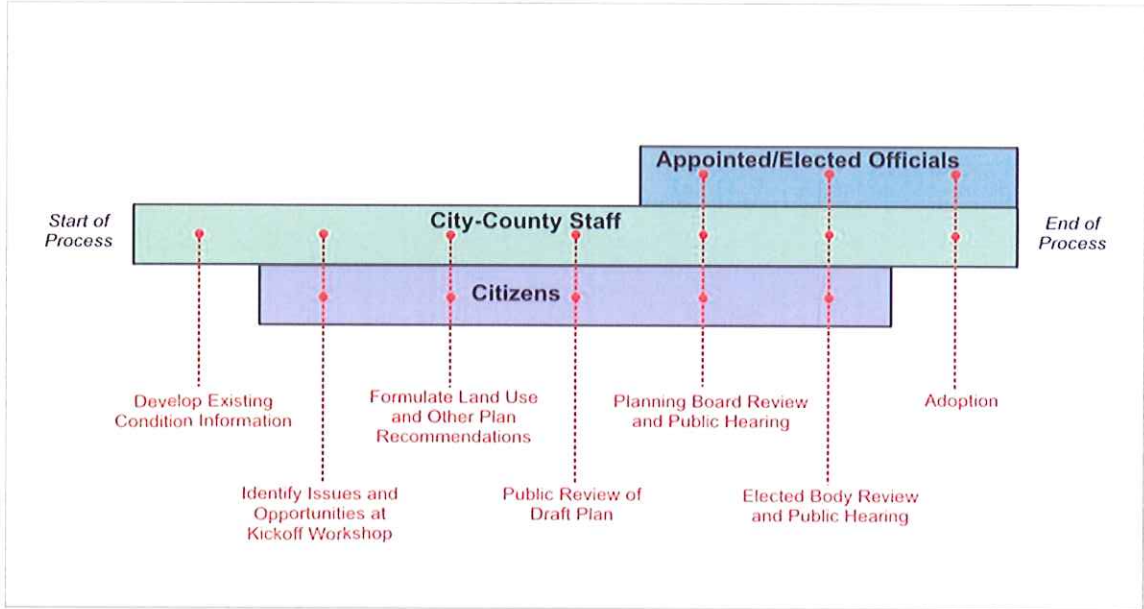 Appointed/Elected Officials
Start of
Process
City-County Staff
End of
Process
Citizens
Develop Existing
Condition Information
Formulate Land Use
and Other Plan
Recommendations
Planning Board Review
and Public Hearing
Adoption
Identify Issues and
Opportunities at
Kickoff Workshop
Public Review of
Draft Plan
Elected Body Review
and Public Hearing